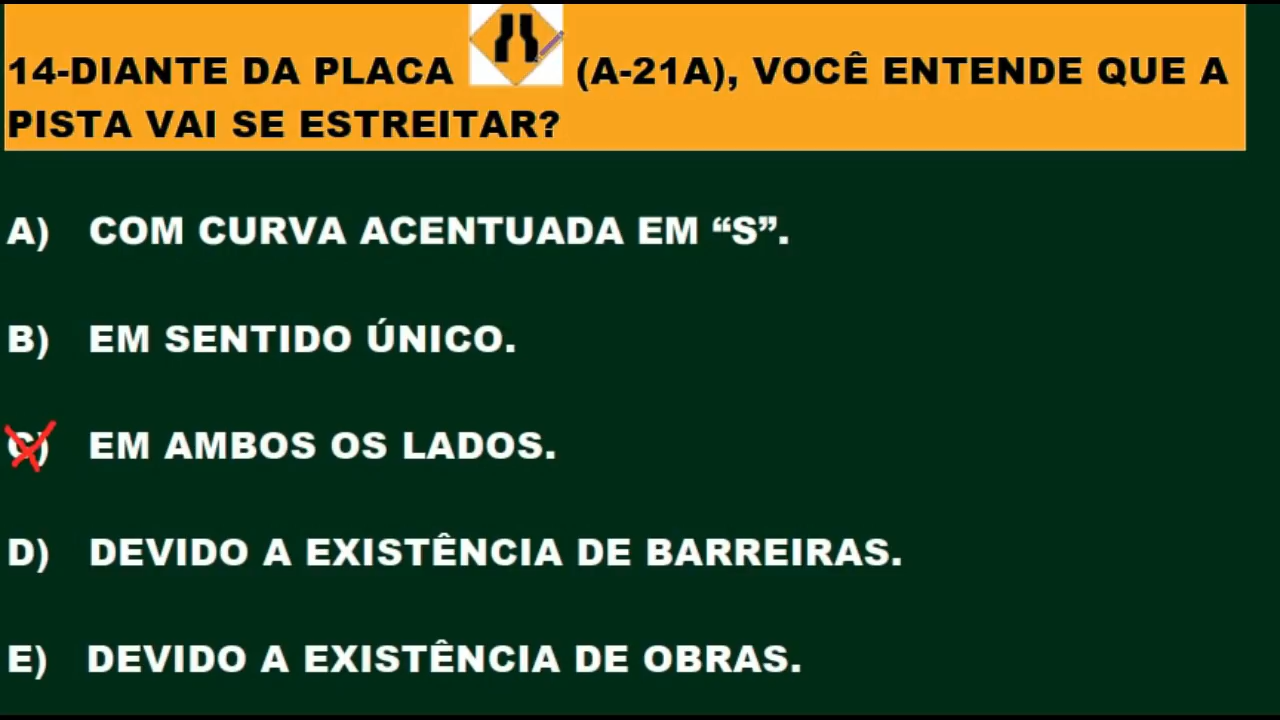 14-DIANTE DA PLACA (A-21A), VOCÊ ENTENDE QUE A
PISTA VAI SE ESTREITAR?
A) COM CURVA ACENTUADA EM “S”.
B) EM SENTIDO ÚNICO.
C) EM AMBOS OS LADOS.
D) DEVIDO A EXISTÊNCIA DE BARREIRAS.
E) DEVIDO A EXISTÊNCIA DE OBRAS.